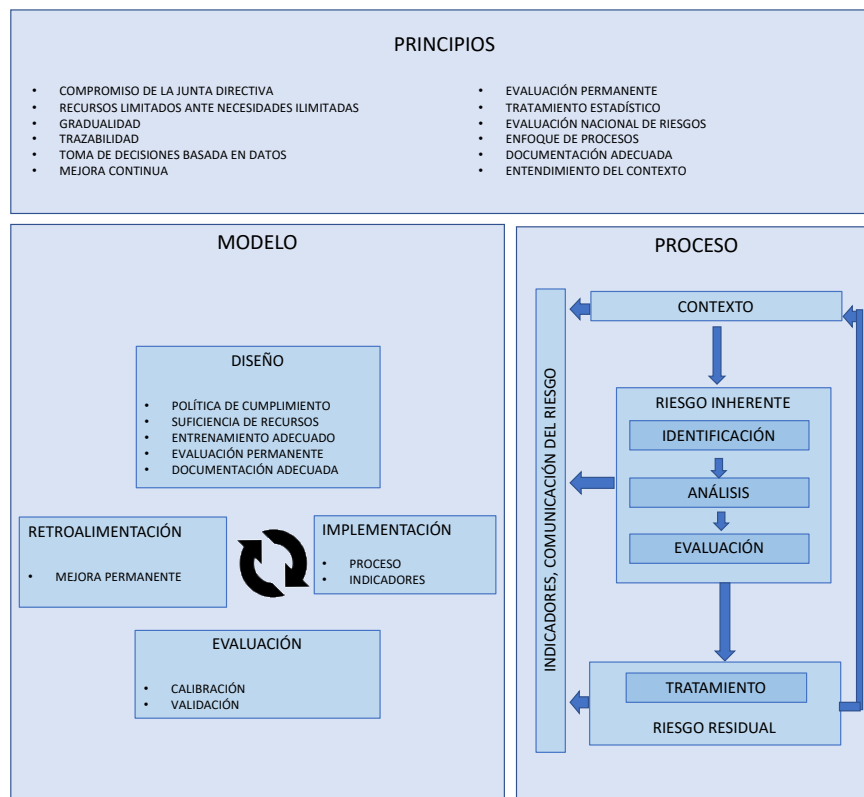 PRINCIPIOS
• COMPROMISO DE LA JUNTA DIRECTIVA
• RECURSOS LIMITADOS ANTE NECESIDADES ILIMITADAS
• GRADUALIDAD
• TRAZABILIDAD
• TOMA DE DECISIONES BASADA EN DATOS
• MEJORA CONTINUA
• EVALUACIÓN PERMANENTE
• TRATAMIENTO ESTADÍSTICO
• EVALUACIÓN NACIONAL DE RIESGOS
• ENFOQUE DE PROCESOS
• DOCUMENTACIÓN ADECUADA
• ENTENDIMIENTO DEL CONTEXTO
MODELO
DISEÑO
• POLÍTICA DE CUMPLIMIENTO
• SUFICIENCIA DE RECURSOS
• ENTRENAMIENTO ADECUADO
• EVALUACIÓN PERMANENTE
• DOCUMENTACIÓN ADECUADA
RETROALIMENTACIÓN
• MEJORA PERMANENTE
IMPLEMENTACIÓN
• PROCESO
• INDICADORES
EVALUACIÓN
• CALIBRACIÓN
• VALIDACIÓN
PROCESO
INDICADORES, COMUNICACIÓN DEL RIESGO
CONTEXTO
RIESGO INHERENTE
IDENTIFICACIÓN
ANÁLISIS
EVALUACIÓN
TRATAMIENTO
RIESGO RESIDUAL